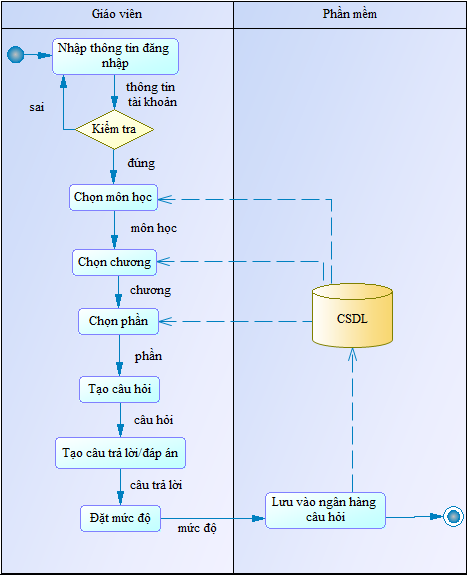 Giáo viên
Phần mềm
Nhập thông tin đăng
nhập
thông tin
tài khoản
sai
Kiểm tra
đúng
Chọn môn học
môn học
Chọn chương
chương
CSDL
Chọn phần
phần
Tạo câu hỏi
câu hỏi
Tạo câu trả lời/đáp án
câu trả lời
Đặt mức độ
mức độ
Lưu vào ngân hàng
câu hỏi